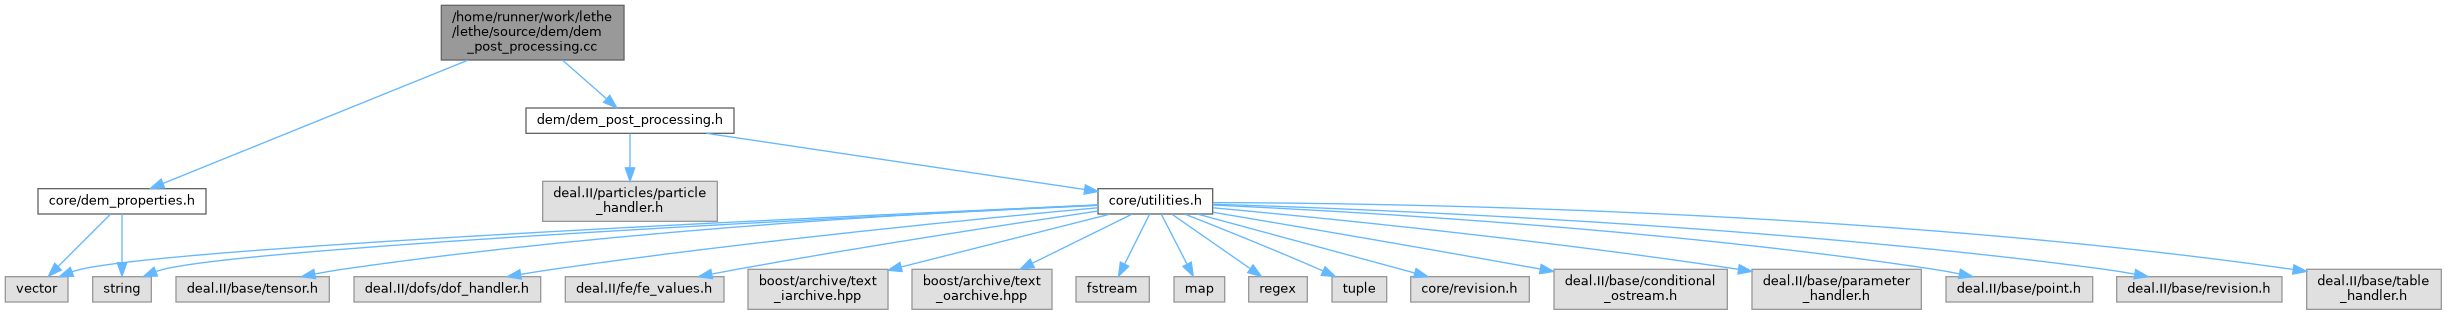 /home/runner/work/lethe
/lethe/source/dem/dem
_post_processing.cc
dem/dem_post_processing.h
core/dem_properties.h
deal.II/particles/particle
_handler.h
core/utilities.h
vector
string
deal.II/base/tensor.h
deal.II/dofs/dof_handler.h
deal.II/fe/fe_values.h
boost/archive/text
_iarchive.hpp
boost/archive/text
_oarchive.hpp
fstream
map
regex
tuple
core/revision.h
deal.II/base/conditional
_ostream.h
deal.II/base/parameter
_handler.h
deal.II/base/point.h
deal.II/base/revision.h
deal.II/base/table
_handler.h